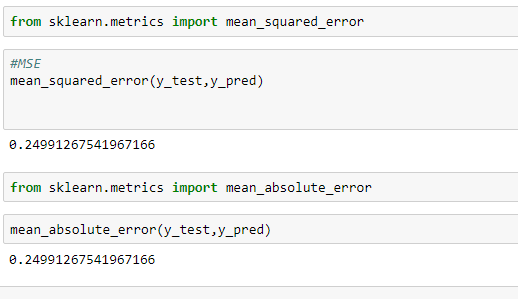 from sklearn.metrics import mean_squared_error
#MSE
mean_squared_error(y_test,y_pred)
0.24991267541967166
from sklearn.metrics import mean_absolute_error
mean_absolute_error(y_test,y_pred)
0.24991267541967166